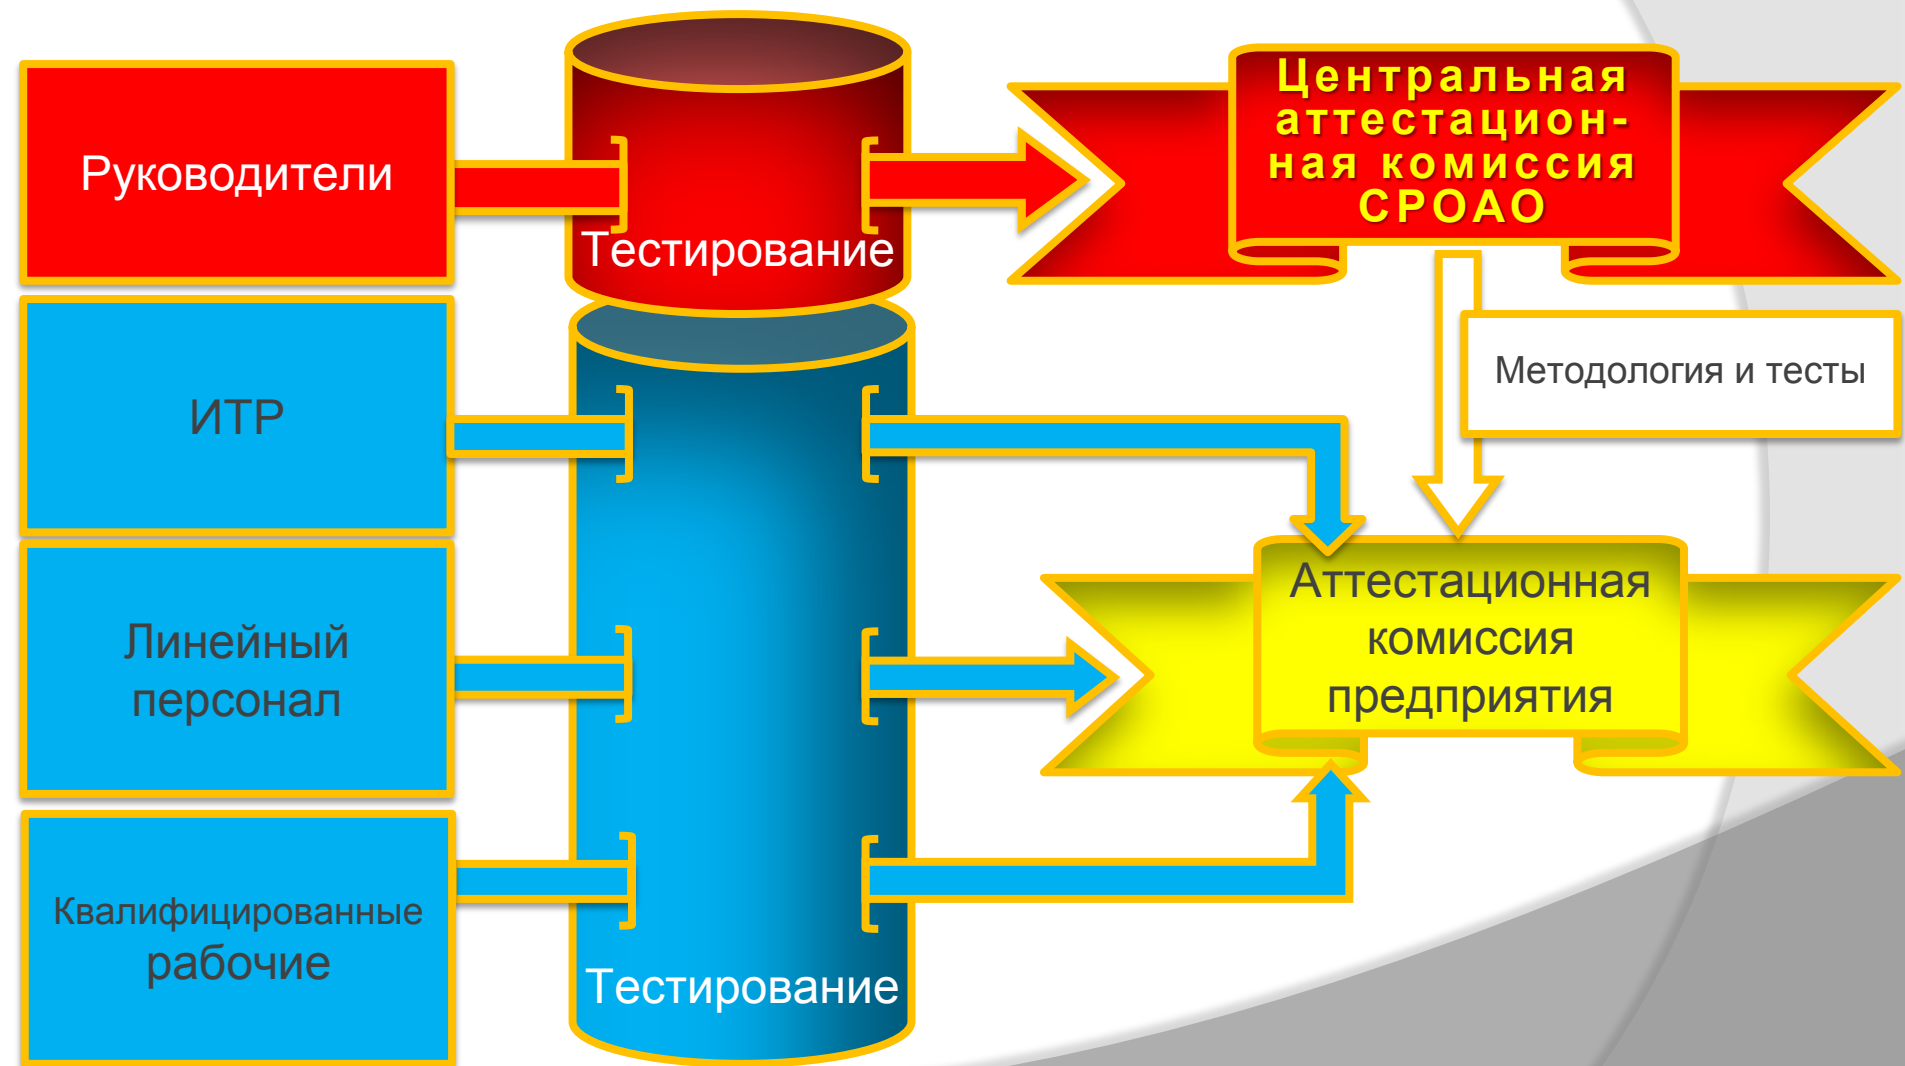 Руководители
Тестирование
Центральная
аттестацион-
ная комиссия
СРОАО
ИТР
Методология и тесты
Линейный
персонал
Аттестационная
комиссия
предприятия
Квалифицированные
рабочие
Тестирование